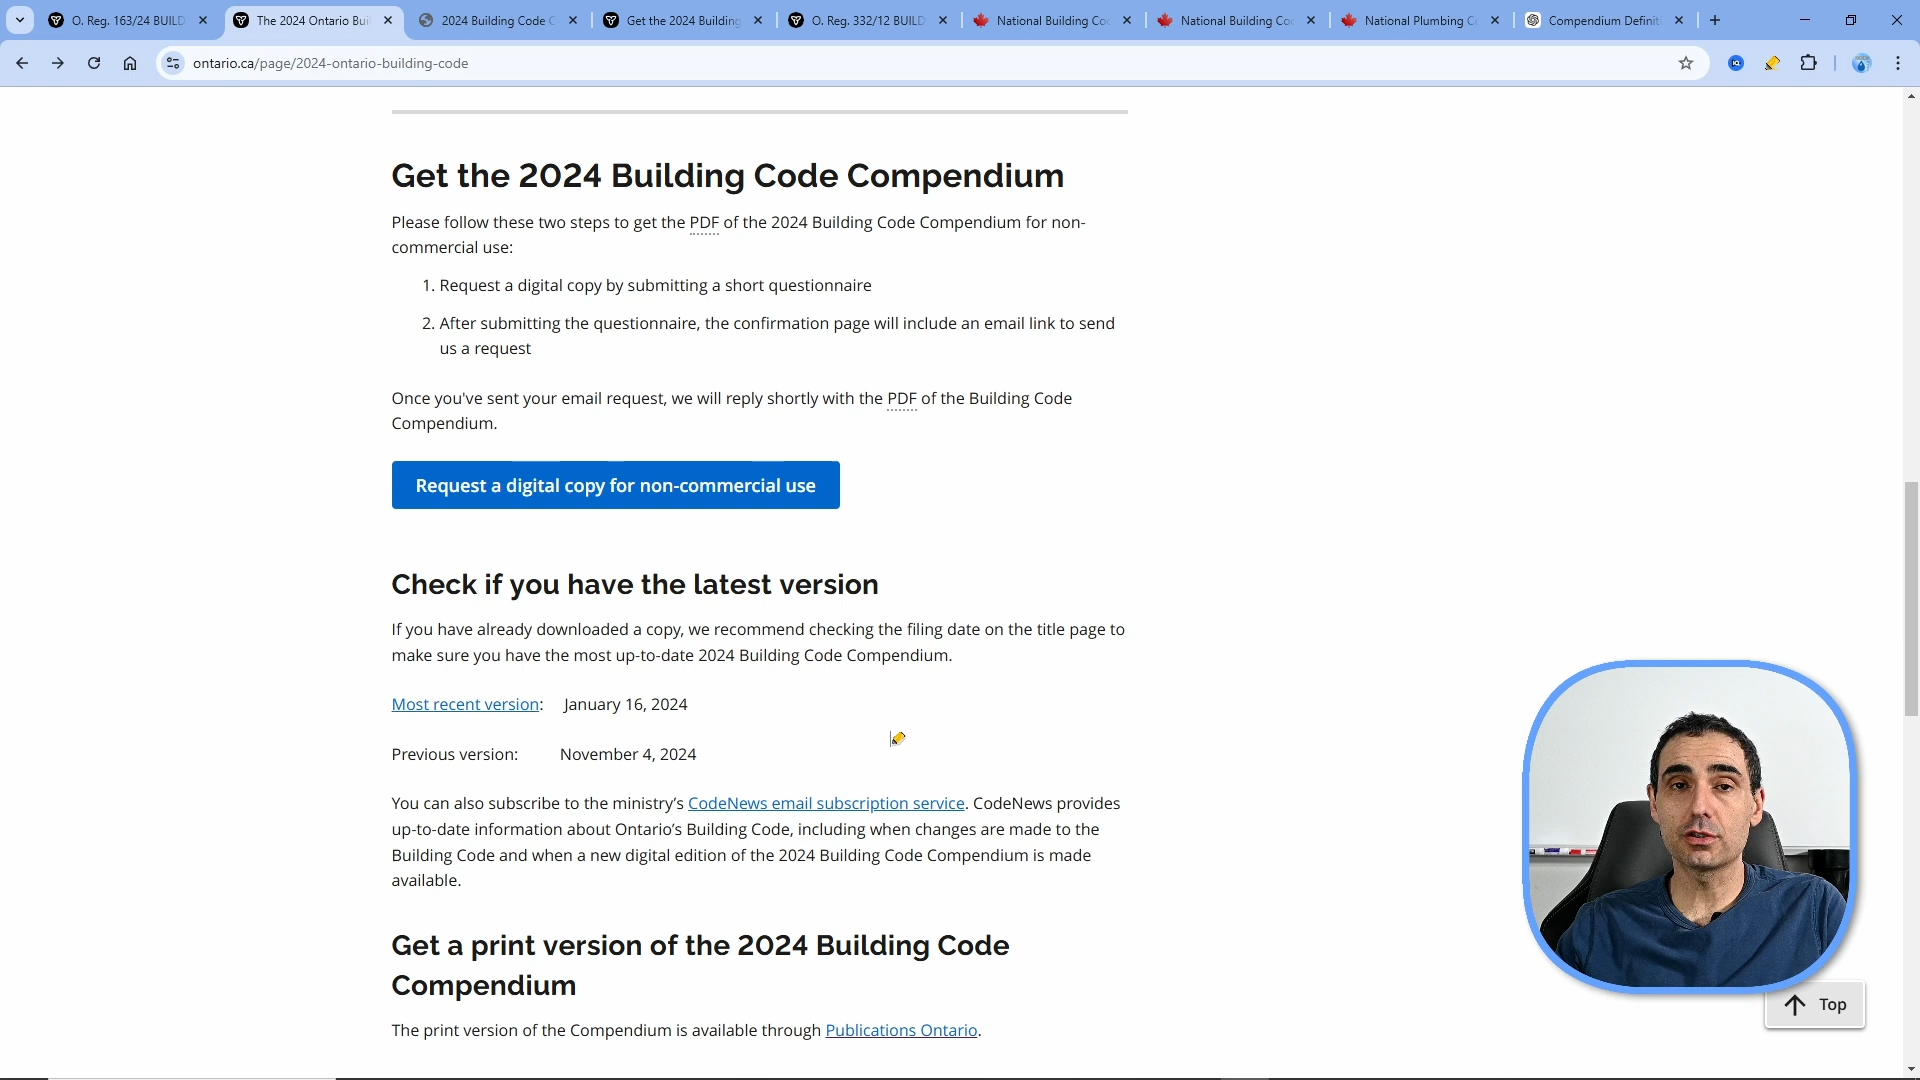 O. Reg. 163/24 BUILD
The 2024 Ontario Bui
2024 Building Code C
Get the 2024 Building
O. Reg. 332/12 BUILD
National Building Co
National Building Co
National Plumbing C
Compendium Definit
ontario.ca/page/2024-ontario-building-code
Get the 2024 Building Code Compendium
Please follow these two steps to get the PDF of the 2024 Building Code Compendium for non-
commercial use:
1. Request a digital copy by submitting a short questionnaire
2. After submitting the questionnaire, the confirmation page will include an email link to send
us a request
Once you've sent your email request, we will reply shortly with the PDF of the Building Code
Compendium.
Request a digital copy for non-commercial use
Check if you have the latest version
If you have already downloaded a copy, we recommend checking the filing date on the title page to
make sure you have the most up-to-date 2024 Building Code Compendium.
Most recent version: January 16, 2024
Previous version: November 4, 2024
You can also subscribe to the ministry’s CodeNews email subscription service. CodeNews provides
up-to-date information about Ontario’s Building Code, including when changes are made to the
Building Code and when a new digital edition of the 2024 Building Code Compendium is made
available.
Get a print version of the 2024 Building Code
Compendium
The print version of the Compendium is available through Publications Ontario.
Top